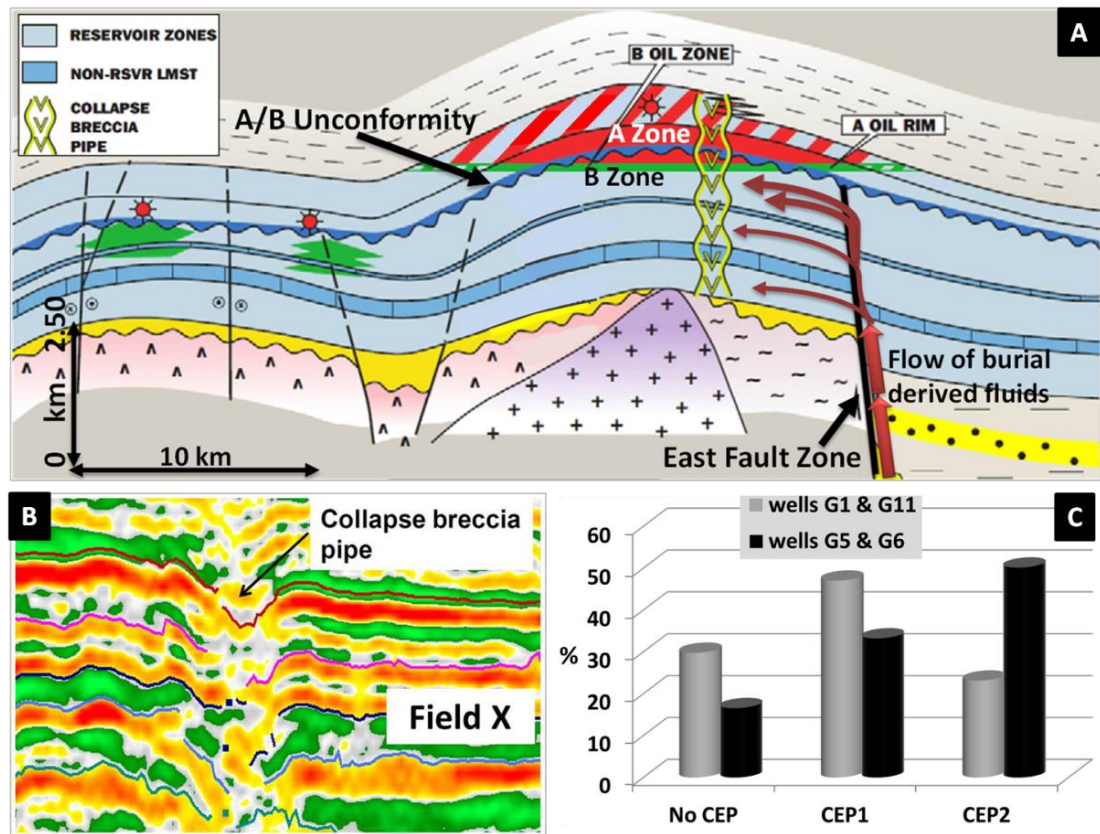 A
RESERVOIR ZONES
NON-RSVR LMST
COLLAPSE
BRECCIA
PIPE
B OIL ZONE
A/B Unconformity
A Zone
A OIL RIM
B Zone
km 2.50
0
10 km
Flow of burial
derived fluids
East Fault Zone
B
Collapse breccia
pipe
Field X
C
wells G1 & G11
wells G5 & G6
60
50
40
30
20
10
0
%
No CEP
CEP1
CEP2